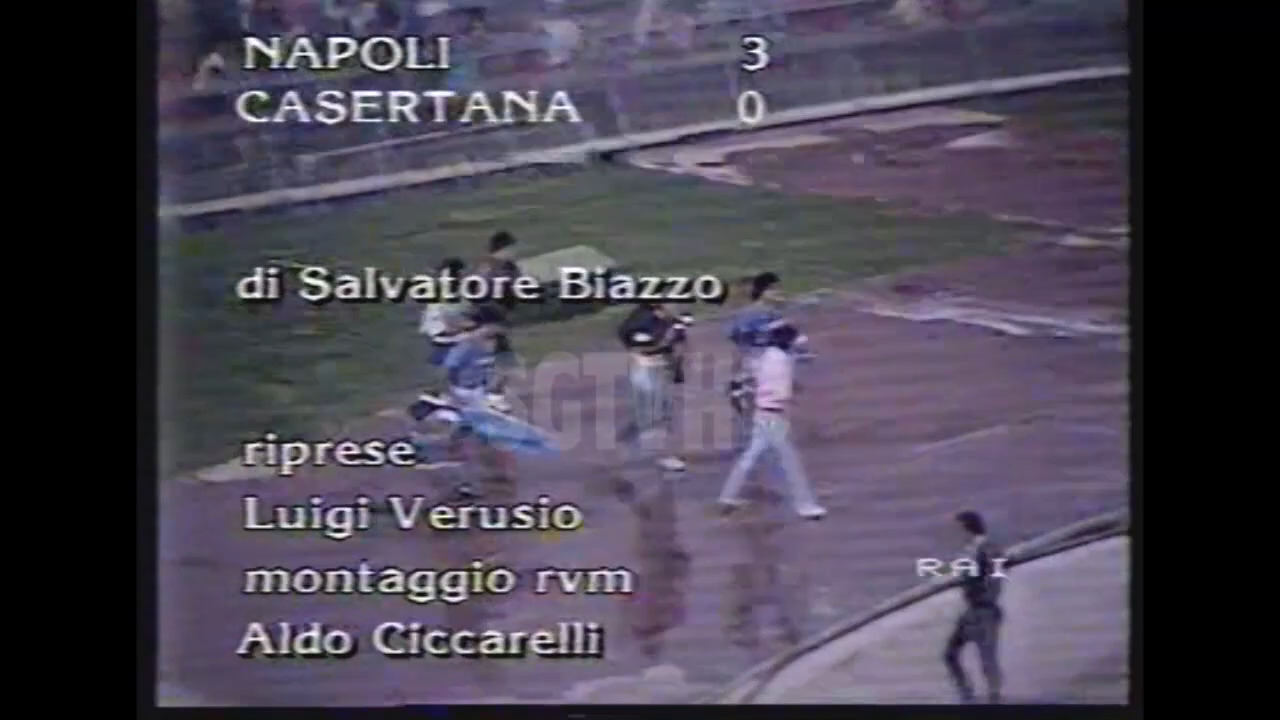 NAPOLI 3
CASERTANA 0
di Salvatore Biazzo
riprese
Luigi Verusio
montaggio rvm
RAI
Aldo Ciccarelli